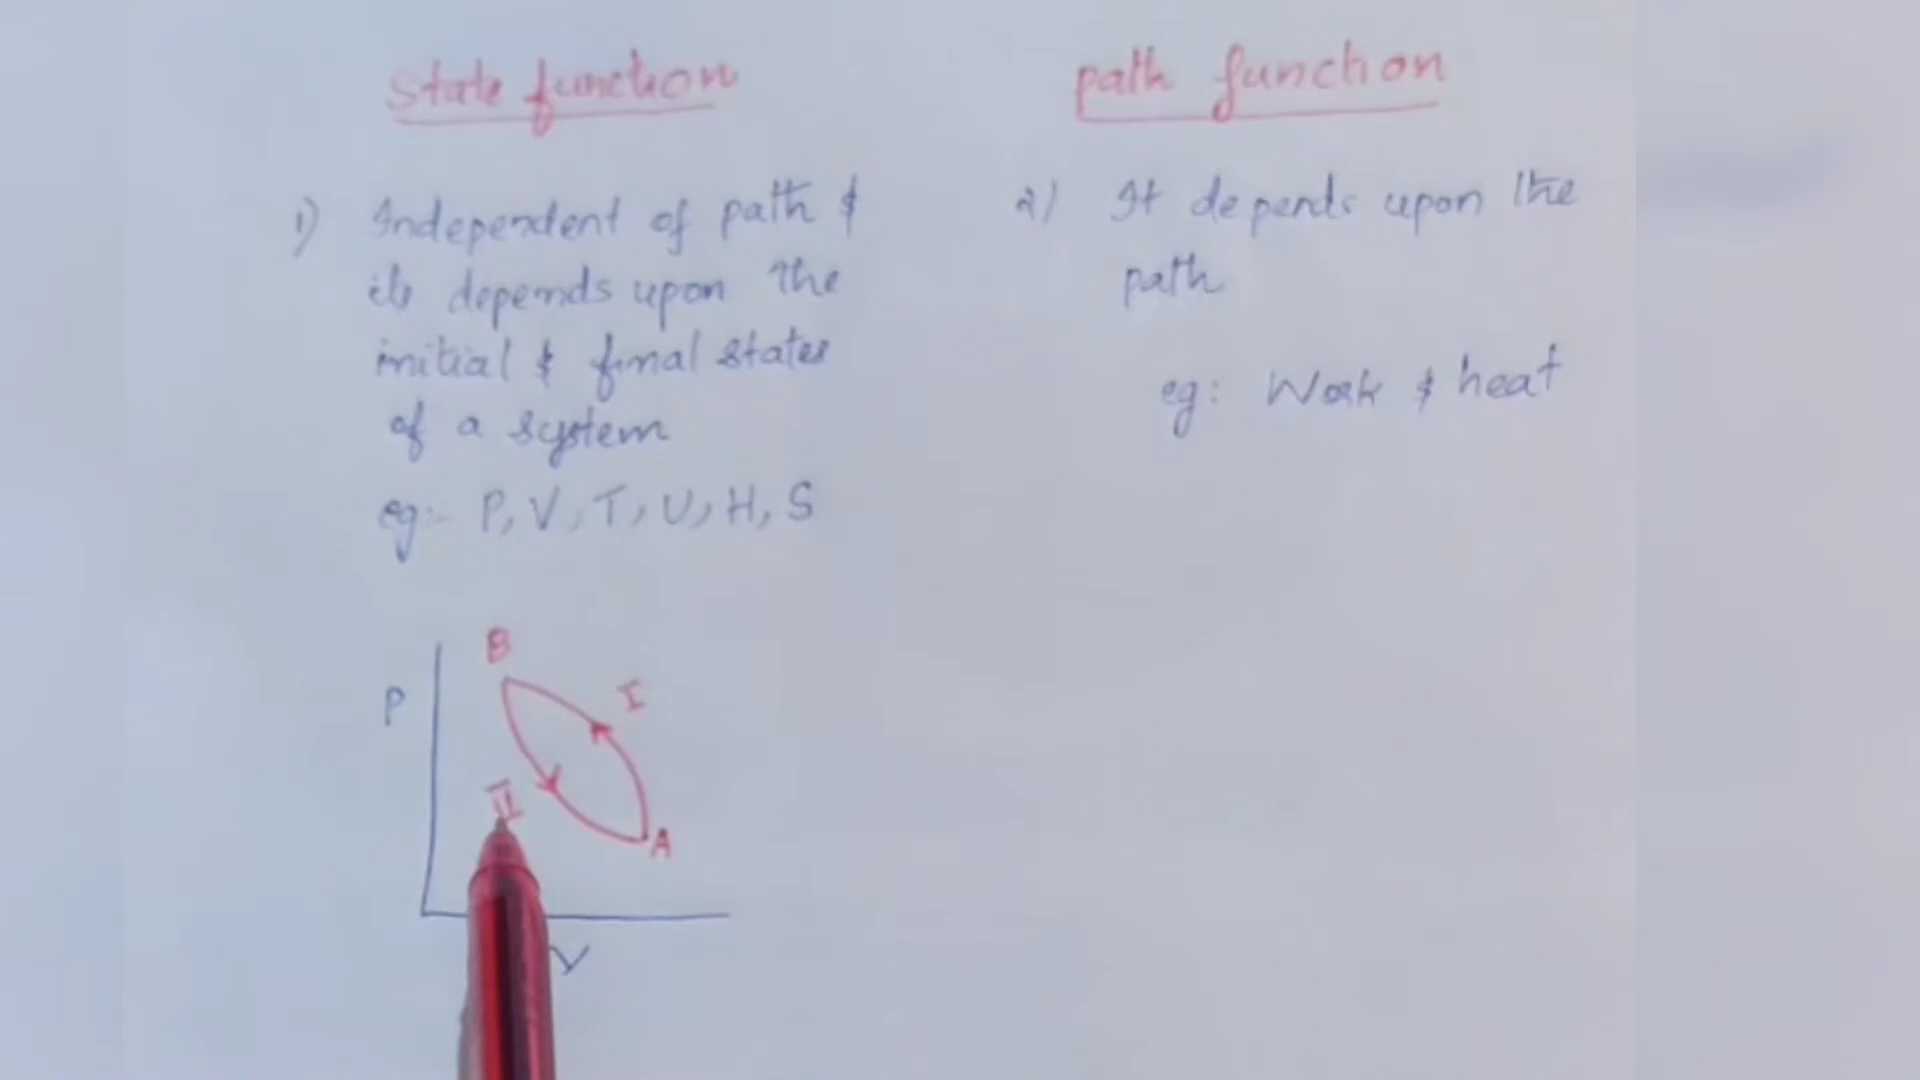 State function
1) Independent of path &
its depends upon the
initial & final states
of a system
eg:- P, V, T, U, H, S
path function
2) It depends upon the
path
eg: Work & heat
B
P
I
II
A
V